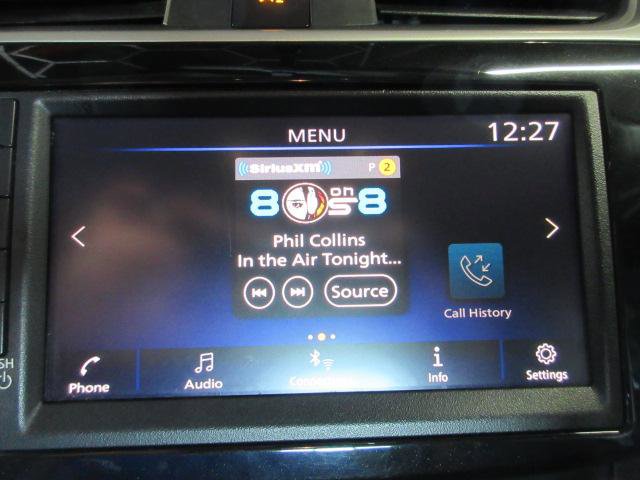 MENU 12:27
SiriusXM P 2
80s on 8
Phil Collins
In the Air Tonight...
Source
Call History
Phone Audio Info Settings